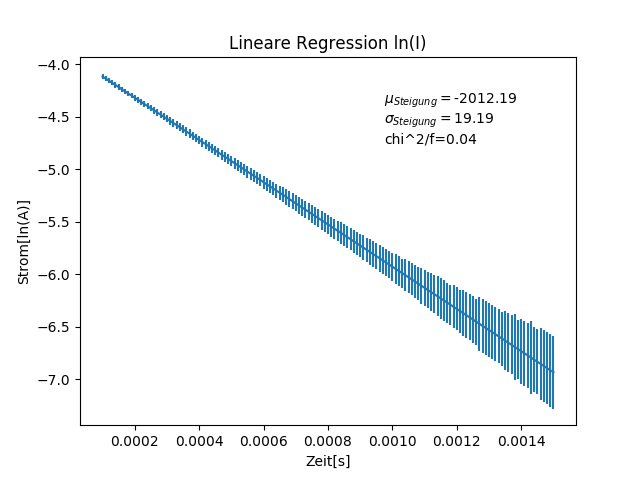 Lineare Regression ln(I)
−4.0
−4.5
−5.0
−5.5
−6.0
−6.5
−7.0
Strom[ln(A)]
μ_Steigung = -2012.19
σ_Steigung = 19.19
chi^2/f=0.04
0.0002 0.0004 0.0006 0.0008 0.0010 0.0012 0.0014
Zeit[s]